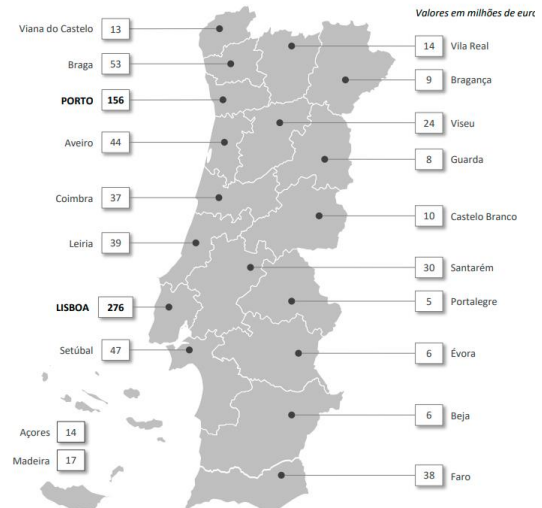 Valores em milhões de euro
Viana do Castelo 13
14 Vila Real
Braga 53
9 Bragança
PORTO 156
24 Viseu
Aveiro 44
8 Guarda
Coimbra 37
10 Castelo Branco
Leiria 39
30 Santarém
LISBOA 276
5 Portalegre
Setúbal 47
6 Évora
6 Beja
Açores 14
Madeira 17
38 Faro